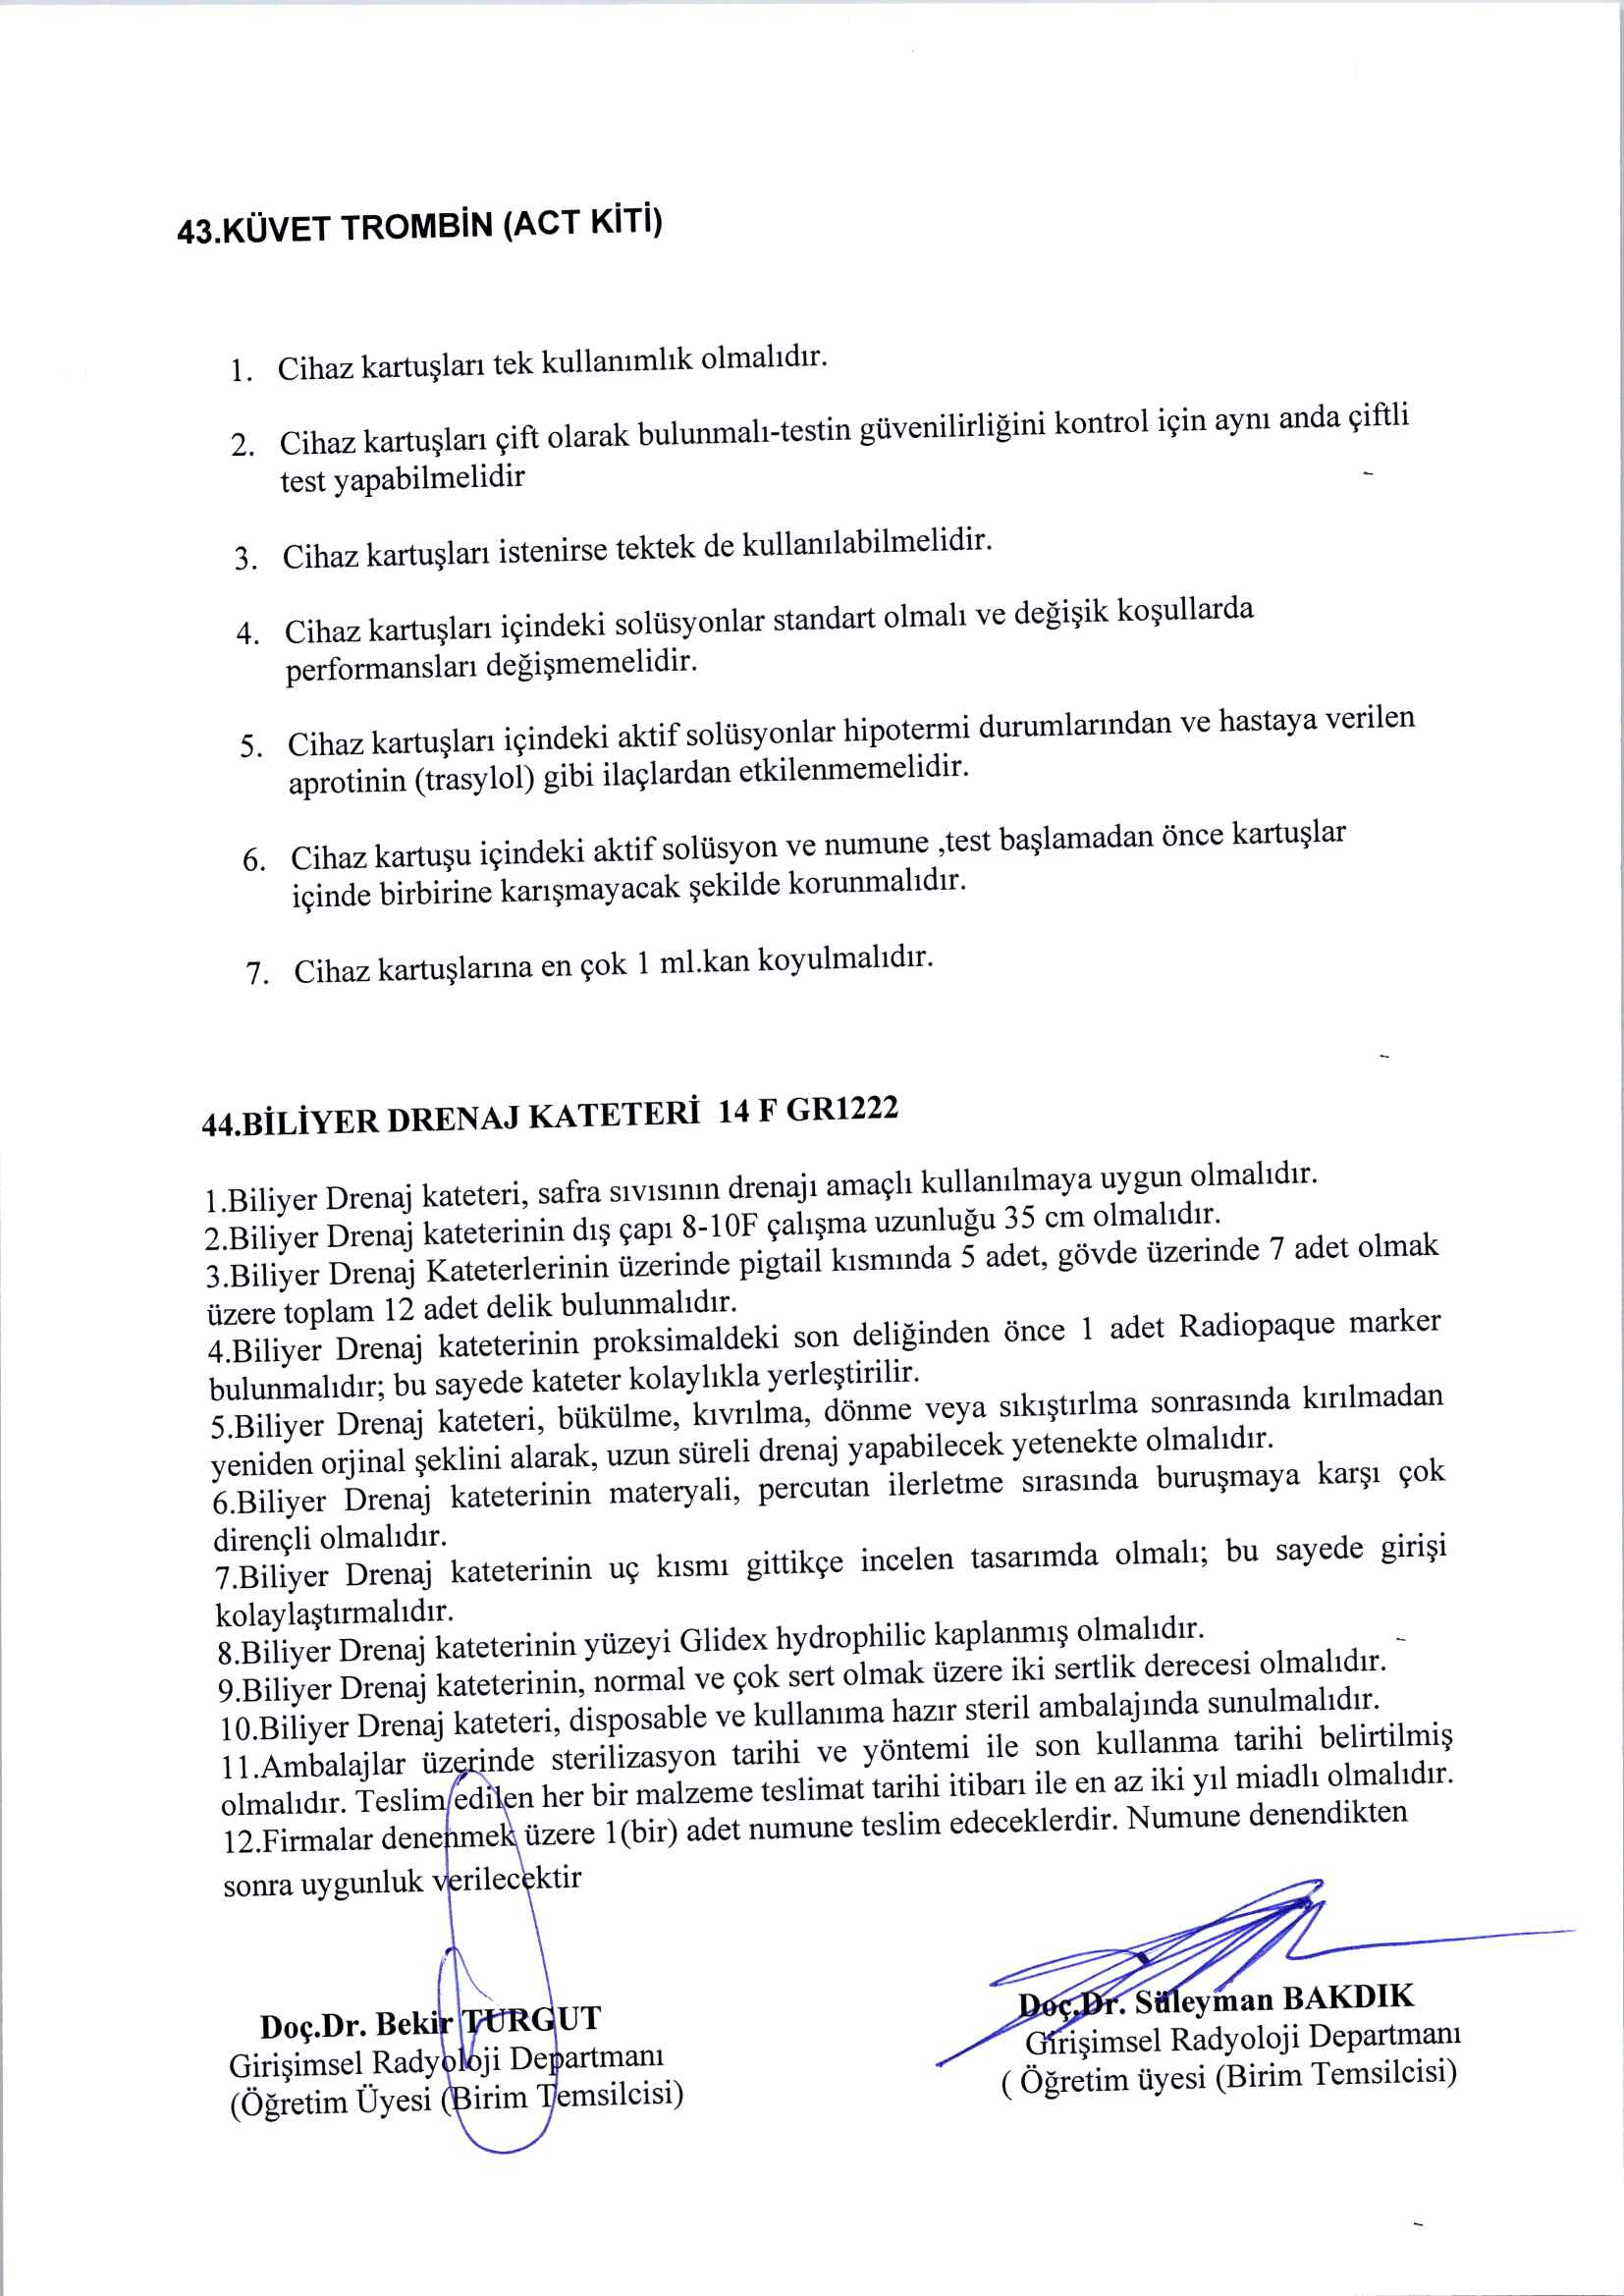 43.KÜVET TROMBİN (ACT KİTİ)
1. Cihaz kartuşları tek kullanımlık olmalıdır.
2. Cihaz kartuşları çift olarak bulunmalı-testin güvenilirliğini kontrol için aynı anda çiftli
test yapabilmelidir
3. Cihaz kartuşları istenirse tektek de kullanılabilmelidir.
4. Cihaz kartuşları içindeki solüsyonlar standart olmalı ve değişik koşullarda
performansları değişmemelidir.
5. Cihaz kartuşları içindeki aktif solüsyonlar hipotermi durumlarından ve hastaya verilen
aprotinin (trasylol) gibi ilaçlardan etkilenmemelidir.
6. Cihaz kartuşu içindeki aktif solüsyon ve numune ,test başlamadan önce kartuşlar
içinde birbirine karışmayacak şekilde korunmalıdır.
7. Cihaz kartuşlarına en çok 1 ml.kan koyulmalıdır.
44.BİLİYER DRENAJ KATETERİ 14 F GR1222
1.Biliyer Drenaj kateteri, safra sıvısının drenajı amaçlı kullanılmaya uygun olmalıdır.
2.Biliyer Drenaj kateterinin dış çapı 8-10F çalışma uzunluğu 35 cm olmalıdır.
3.Biliyer Drenaj Kateterlerinin üzerinde pigtail kısmında 5 adet, gövde üzerinde 7 adet olmak
üzere toplam 12 adet delik bulunmalıdır.
4.Biliyer Drenaj kateterinin proksimaldeki son deliğinden önce 1 adet Radiopaque marker
bulunmalıdır; bu sayede kateter kolaylıkla yerleştirilir.
5.Biliyer Drenaj kateteri, bükülme, kıvrılma, dönme veya sıkıştırlma sonrasında kırılmadan
yeniden orjinal şeklini alarak, uzun süreli drenaj yapabilecek yetenekte olmalıdır.
6.Biliyer Drenaj kateterinin materyali, percutan ilerletme sırasında buruşmaya karşı çok
dirençli olmalıdır.
7.Biliyer Drenaj kateterinin uç kısmı gittikçe incelen tasarımda olmalı; bu sayede girişi
kolaylaştırmalıdır.
8.Biliyer Drenaj kateterinin yüzeyi Glidex hydrophilic kaplanmış olmalıdır.
9.Biliyer Drenaj kateterinin, normal ve çok sert olmak üzere iki sertlik derecesi olmalıdır.
10.Biliyer Drenaj kateteri, disposable ve kullanıma hazır steril ambalajında sunulmalıdır.
11.Ambalajlar üzerinde sterilizasyon tarihi ve yöntemi ile son kullanma tarihi belirtilmiş
olmalıdır. Teslim edilen her bir malzeme teslimat tarihi itibarı ile en az iki yıl miadlı olmalıdır.
12.Firmalar denenmek üzere 1(bir) adet numune teslim edeceklerdir. Numune denendikten
sonra uygunluk verilecektir
Doç.Dr. Bekir TURGUT
Girişimsel Radyoloji Departmanı
(Öğretim Üyesi (Birim Temsilcisi)
Doç.Dr. Süleyman BAKDIK
Girişimsel Radyoloji Departmanı
( Öğretim üyesi (Birim Temsilcisi)